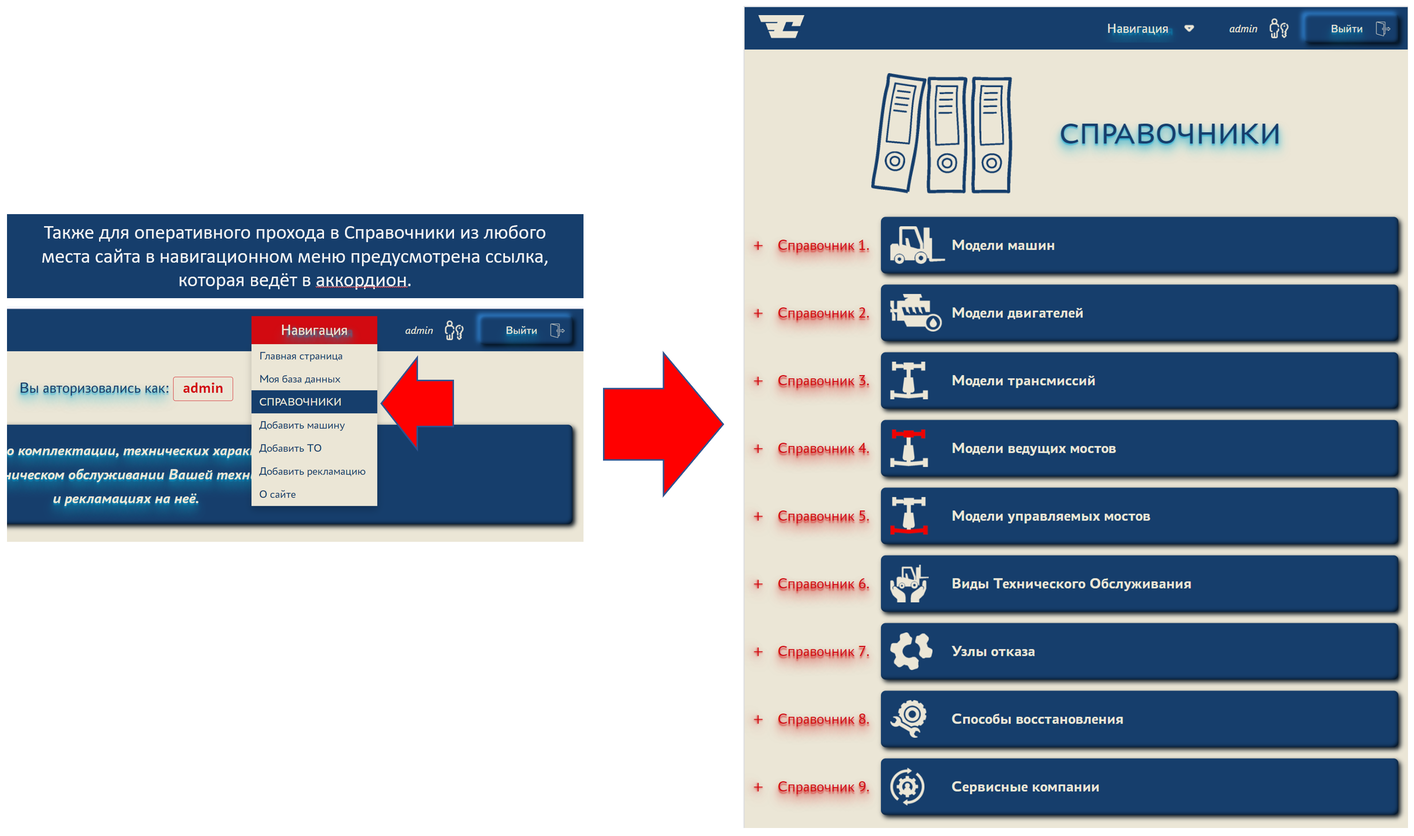 Также для оперативного прохода в Справочники из любого
места сайта в навигационном меню предусмотрена ссылка,
которая ведёт в аккордион.
Навигация
admin
Выйти
Главная страница
Моя база данных
СПРАВОЧНИКИ
Добавить машину
Добавить ТО
Добавить рекламацию
О сайте
Вы авторизовались как: admin
о комплектации, технических
ническом обслуживании Вашей
и рекламациях на неё.
Навигация
admin
Выйти
СПРАВОЧНИКИ
+ Справочник 1. Модели машин
+ Справочник 2. Модели двигателей
+ Справочник 3. Модели трансмиссий
+ Справочник 4. Модели ведущих мостов
+ Справочник 5. Модели управляемых мостов
+ Справочник 6. Виды Технического Обслуживания
+ Справочник 7. Узлы отказа
+ Справочник 8. Способы восстановления
+ Справочник 9. Сервисные компании